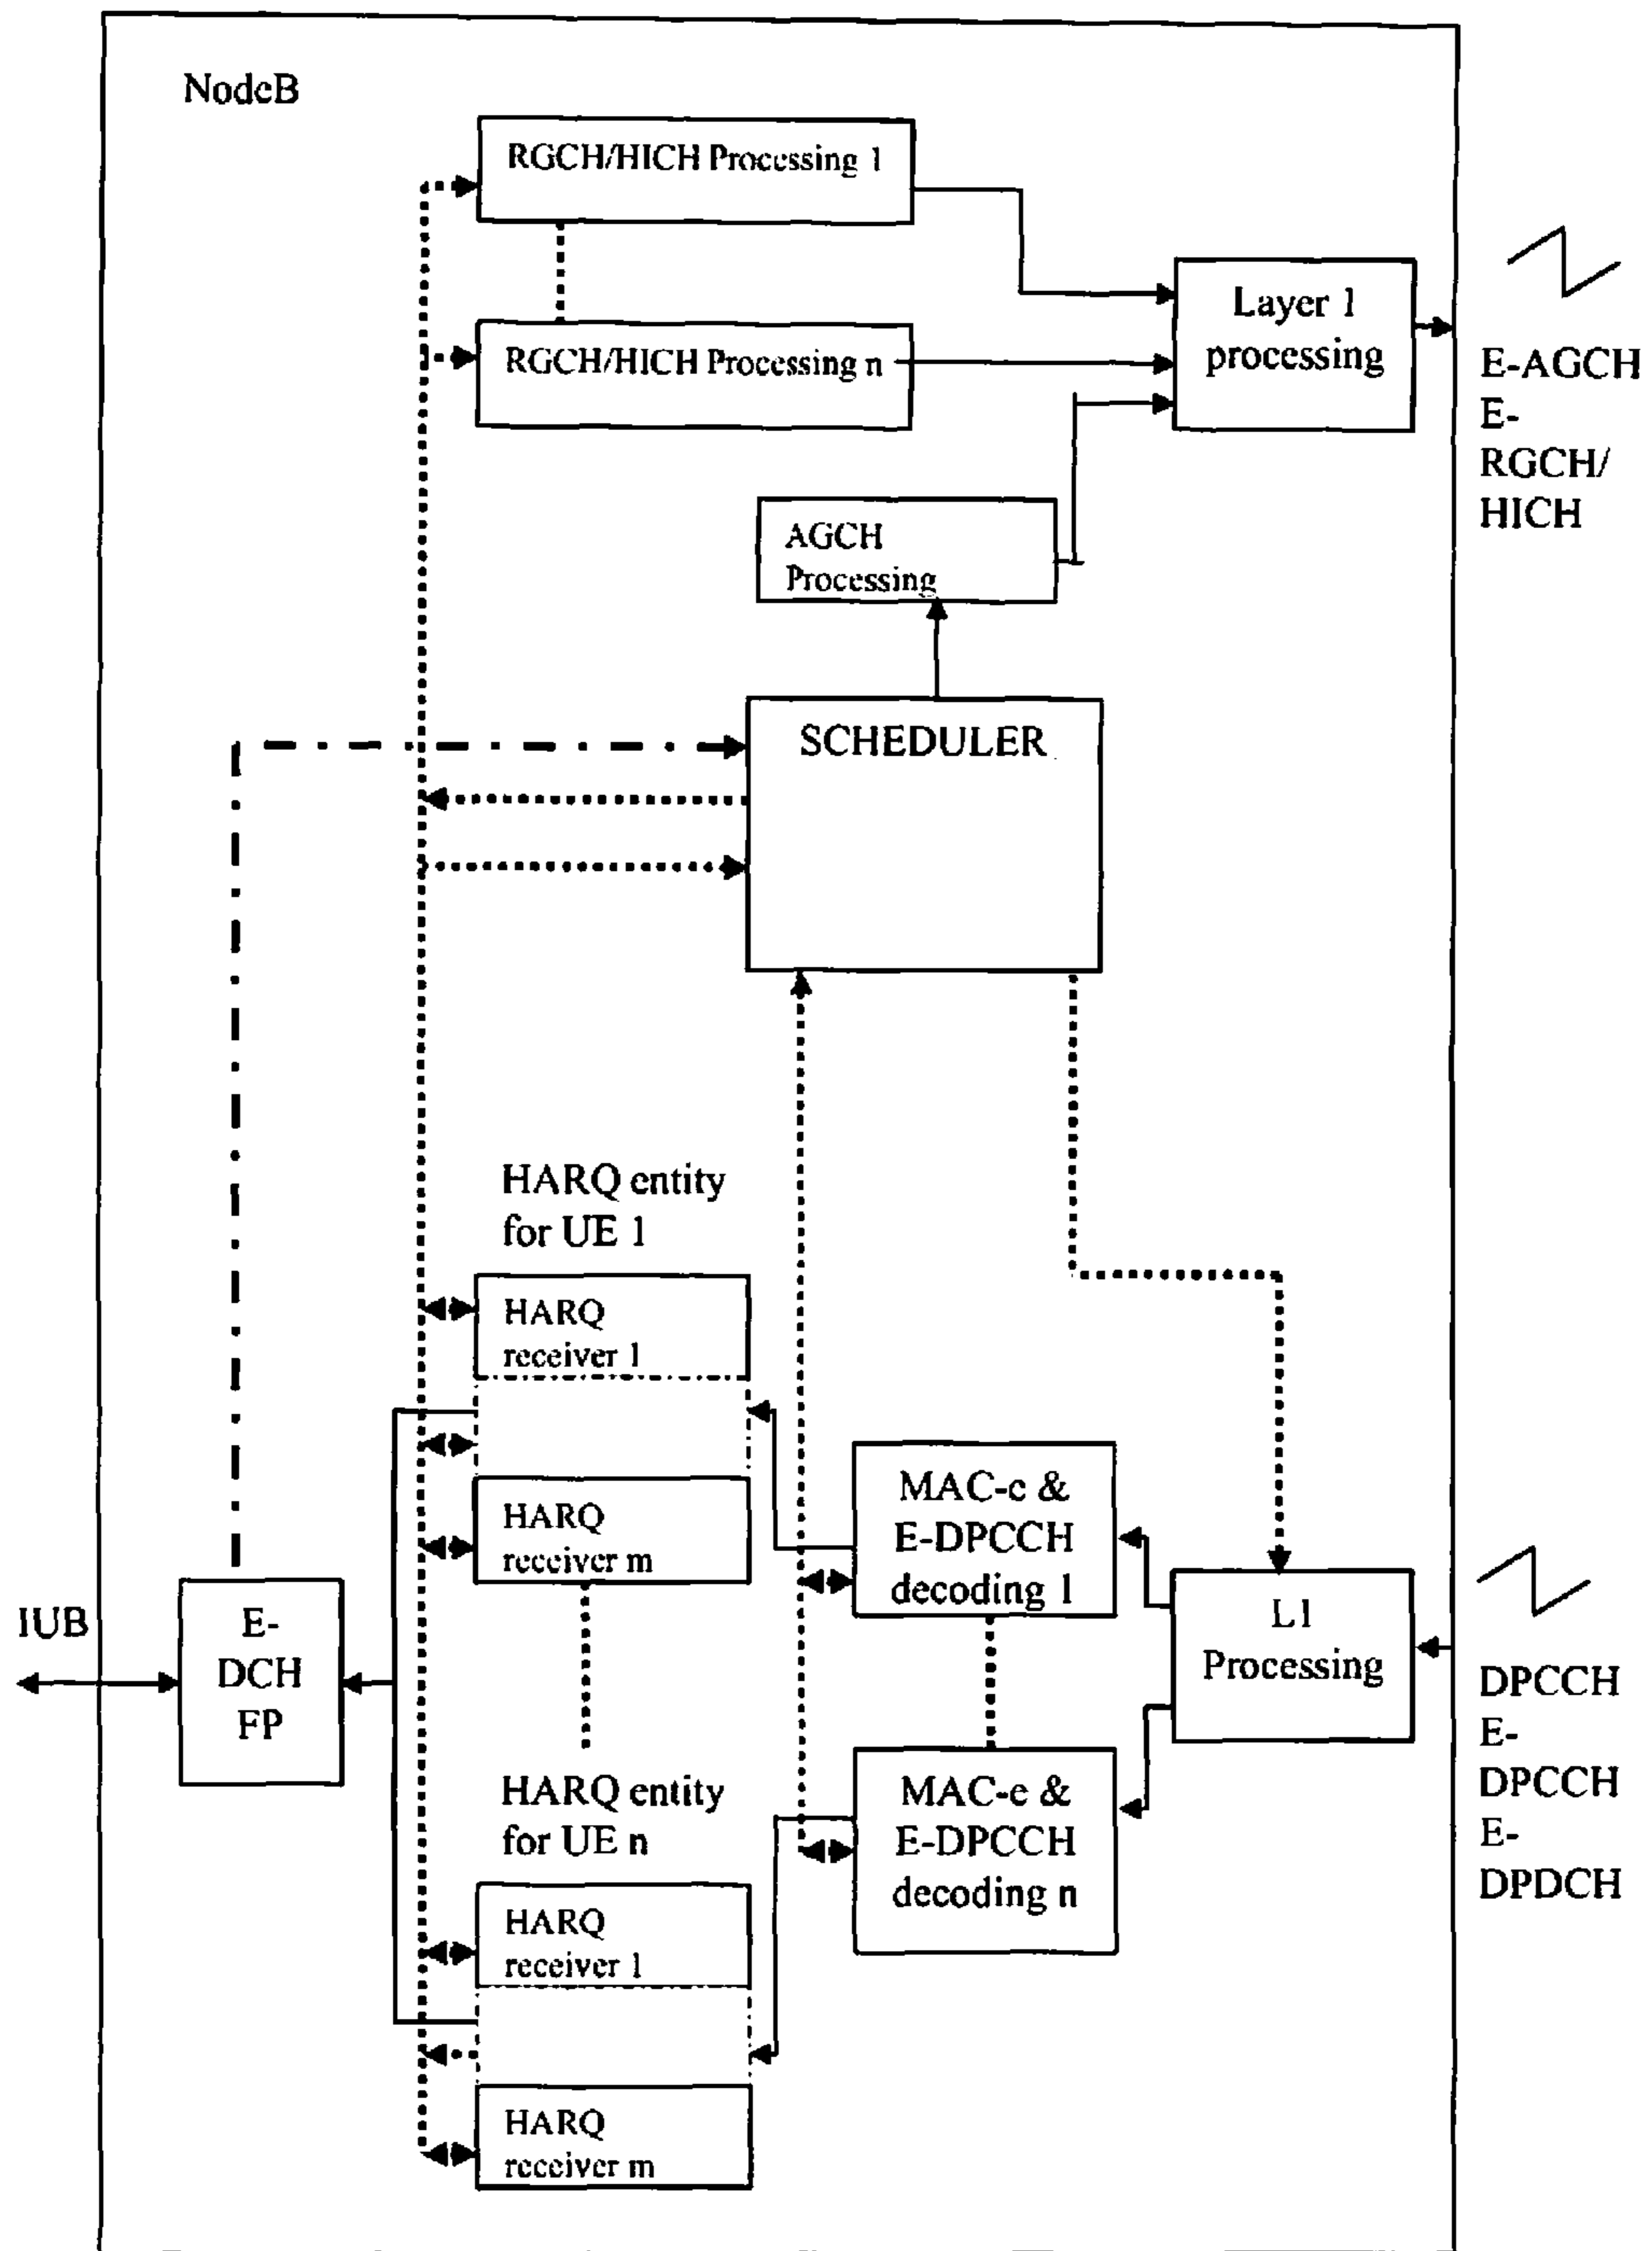 NodeB
RGCH/HICH Processing 1
RGCH/HICH Processing n
Layer 1
processing
E-AGCH
E-
RGCH/
HICH
AGCH
Processing
SCHEDULER
HARQ entity
for UE 1
HARQ
receiver 1
HARQ
receiver m
MAC-e &
E-DPCCH
decoding 1
L1
Processing
IUB
E-
DCH
FP
DPCCH
E-
DPCCH
E-
DPDCH
HARQ entity
for UE n
MAC-e &
E-DPCCH
decoding n
HARQ
receiver 1
HARQ
receiver m